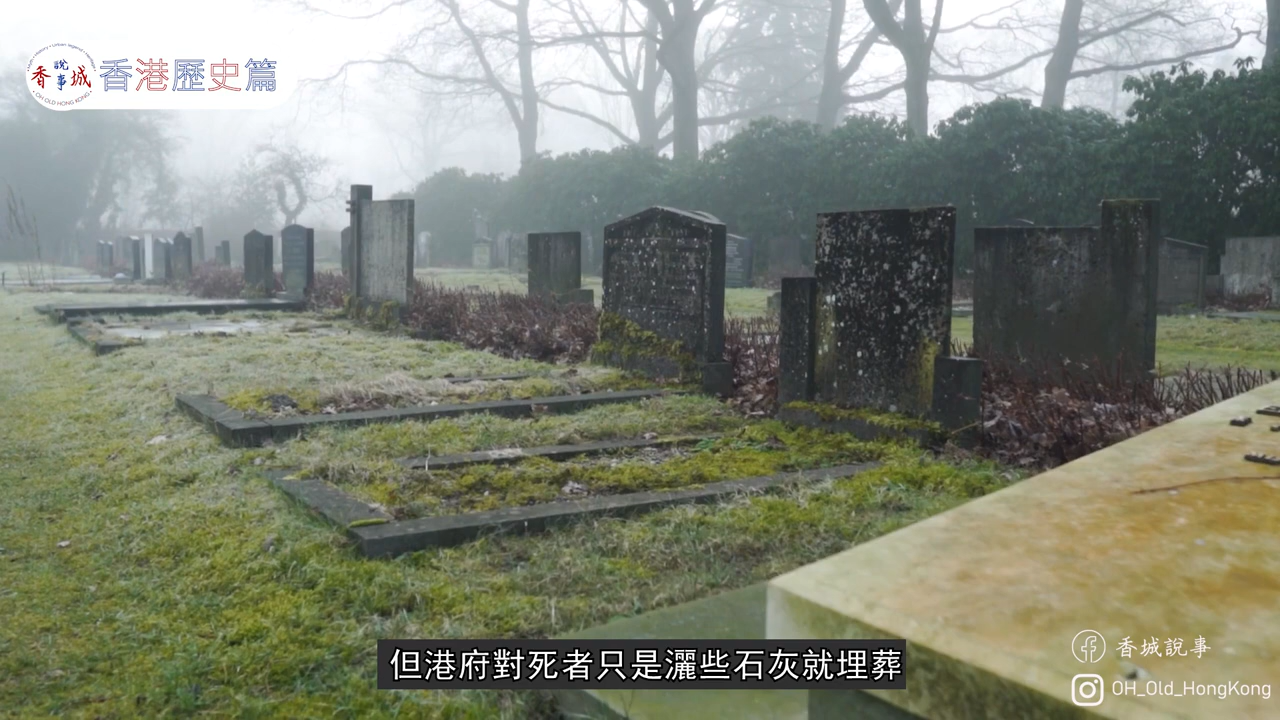 香城
說事
OH OLD HONG KONG
香港歷史篇
但港府對死者只是灑些石灰就埋葬
香城說事
OH_Old_HongKong